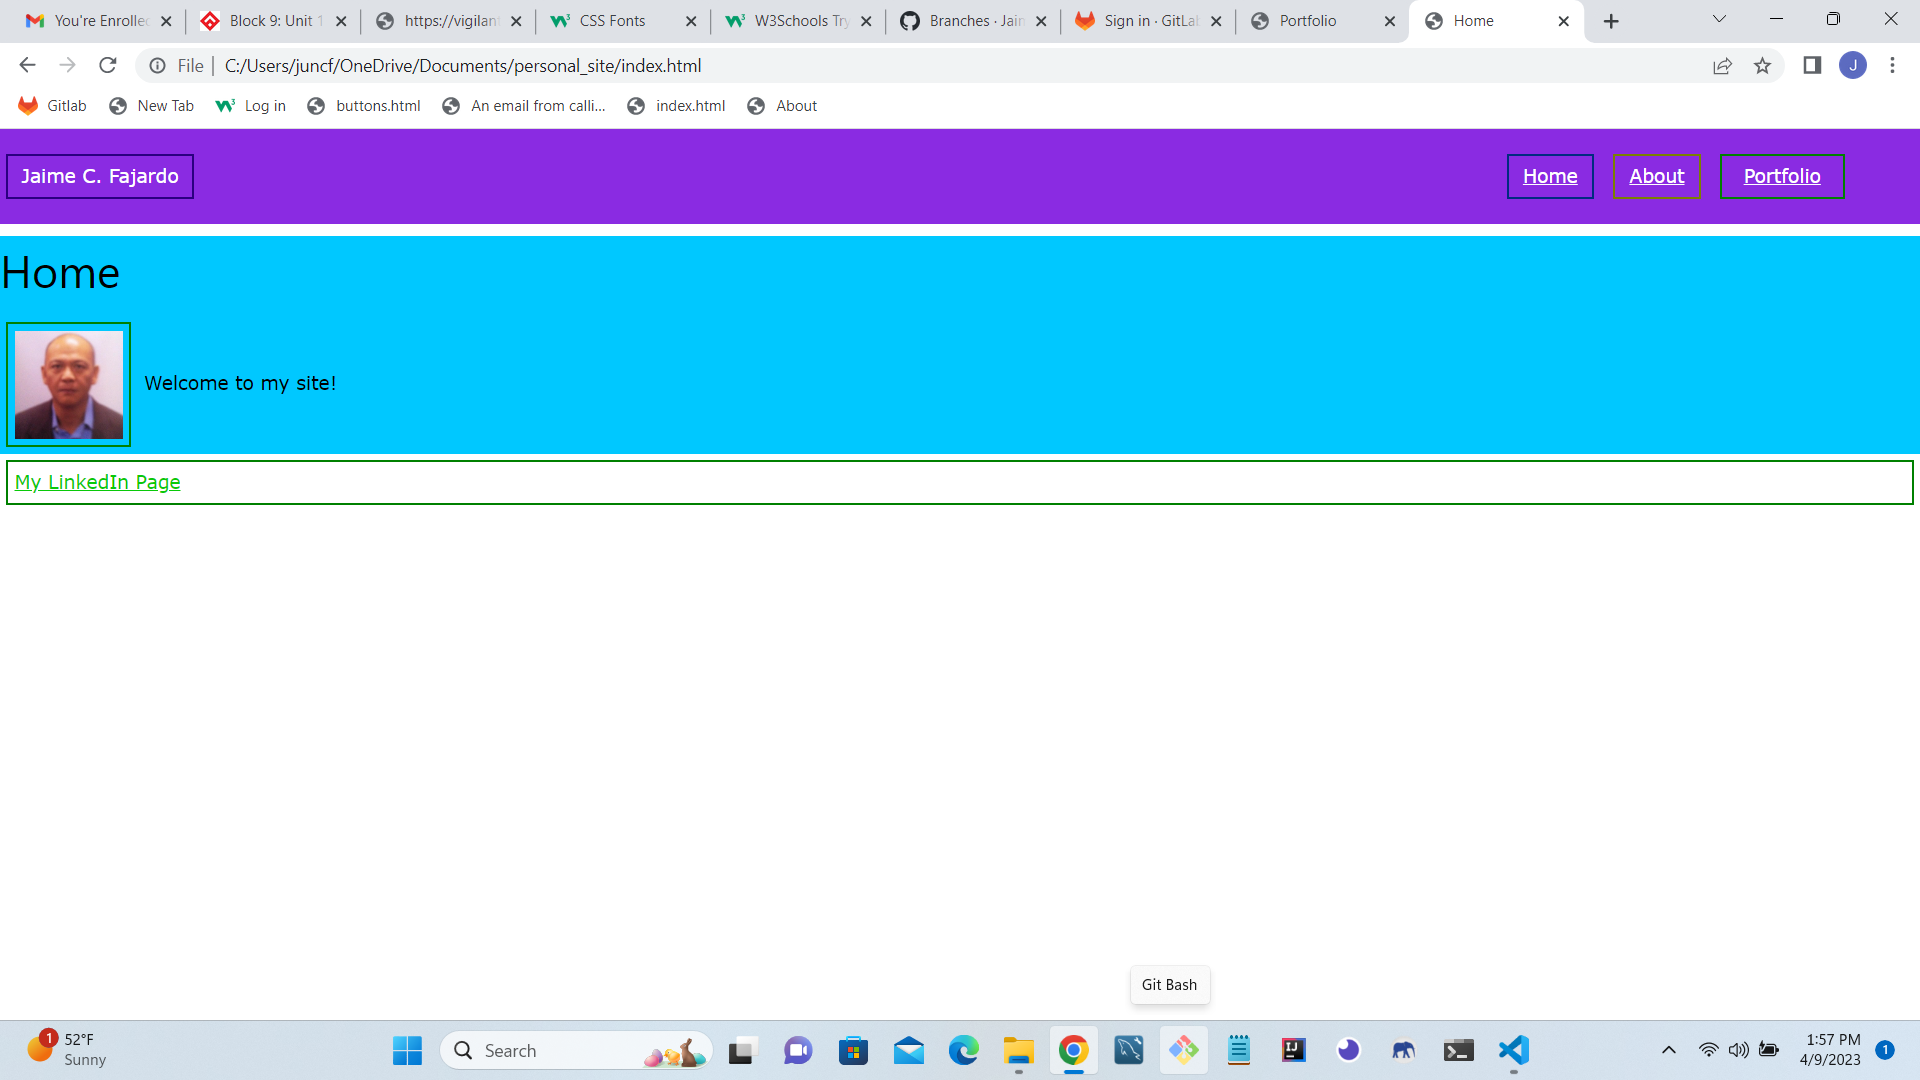 You're Enrolled
Block 9: Unit 1
https://vigilant
CSS Fonts
W3Schools Try
Branches · Jaim
Sign in · GitLab
Portfolio
Home
File
C:/Users/juncf/OneDrive/Documents/personal_site/index.html
J
Gitlab
New Tab
Log in
buttons.html
An email from calli...
index.html
About
Jaime C. Fajardo
Home
About
Portfolio
Home
Welcome to my site!
My LinkedIn Page
Git Bash
1
52°F
Sunny
Search
IJ
1:57 PM
4/9/2023
1